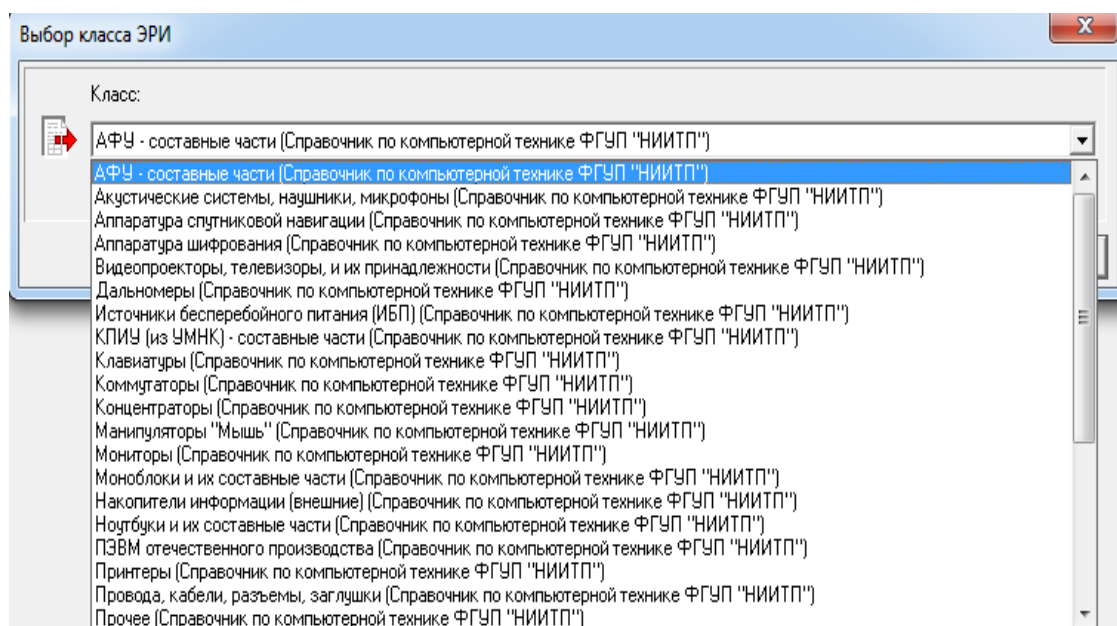 Выбор класса ЭРИ
Класс:
АФУ - составные части (Справочник по компьютерной технике ФГУП "НИИТП")
АФУ - составные части (Справочник по компьютерной технике ФГУП "НИИТП")
Акустические системы, наушники, микрофоны (Справочник по компьютерной технике ФГУП "НИИТП")
Аппаратура спутниковой навигации (Справочник по компьютерной технике ФГУП "НИИТП")
Аппаратура шифрования (Справочник по компьютерной технике ФГУП "НИИТП")
Видеопроекторы, телевизоры, и их принадлежности (Справочник по компьютерной технике ФГУП "НИИТП")
Дальномеры (Справочник по компьютерной технике ФГУП "НИИТП")
Источники бесперебойного питания (ИБП) (Справочник по компьютерной технике ФГУП "НИИТП")
КПИУ (из УМНК) - составные части (Справочник по компьютерной технике ФГУП "НИИТП")
Клавиатуры (Справочник по компьютерной технике ФГУП "НИИТП")
Коммутаторы (Справочник по компьютерной технике ФГУП "НИИТП")
Концентраторы (Справочник по компьютерной технике ФГУП "НИИТП")
Манипуляторы "Мышь" (Справочник по компьютерной технике ФГУП "НИИТП")
Мониторы (Справочник по компьютерной технике ФГУП "НИИТП")
Моноблоки и их составные части (Справочник по компьютерной технике ФГУП "НИИТП")
Накопители информации (внешние) (Справочник по компьютерной технике ФГУП "НИИТП")
Ноутбуки и их составные части (Справочник по компьютерной технике ФГУП "НИИТП")
ПЭВМ отечественного производства (Справочник по компьютерной технике ФГУП "НИИТП")
Принтеры (Справочник по компьютерной технике ФГУП "НИИТП")
Провода, кабели, разъемы, заглушки (Справочник по компьютерной технике ФГУП "НИИТП")
Прочее (Справочник по компьютерной технике ФГУП "НИИТП")